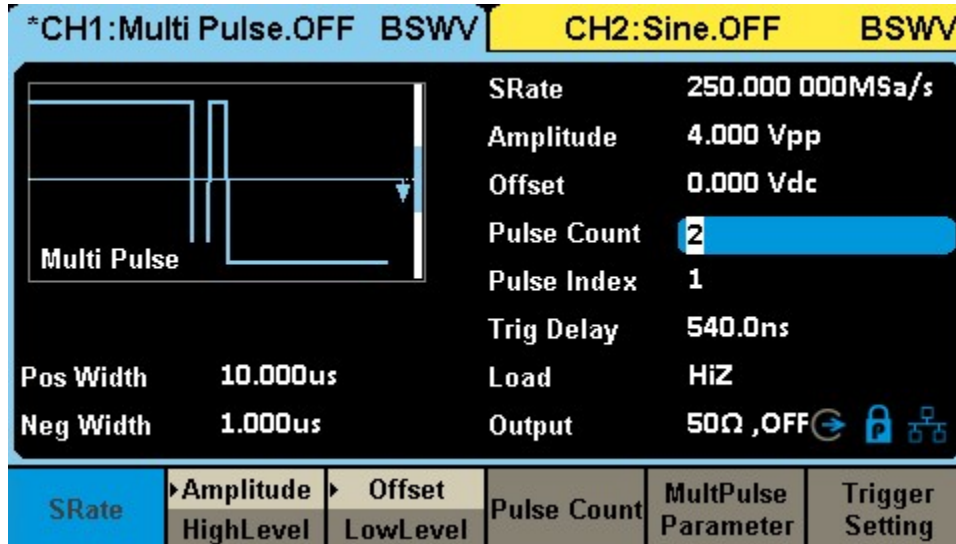 *CH1:Multi Pulse.OFF BSWV CH2:Sine.OFF BSWV
SRate 250.000 000MSa/s
Amplitude 4.000 Vpp
Offset 0.000 Vdc
Pulse Count 2
Multi Pulse
Pulse Index 1
Trig Delay 540.0ns
Pos Width 10.000us Load HiZ
Neg Width 1.000us Output 50Ω ,OFF P
SRate Amplitude Offset Pulse Count MultPulse Trigger
HighLevel LowLevel Parameter Setting